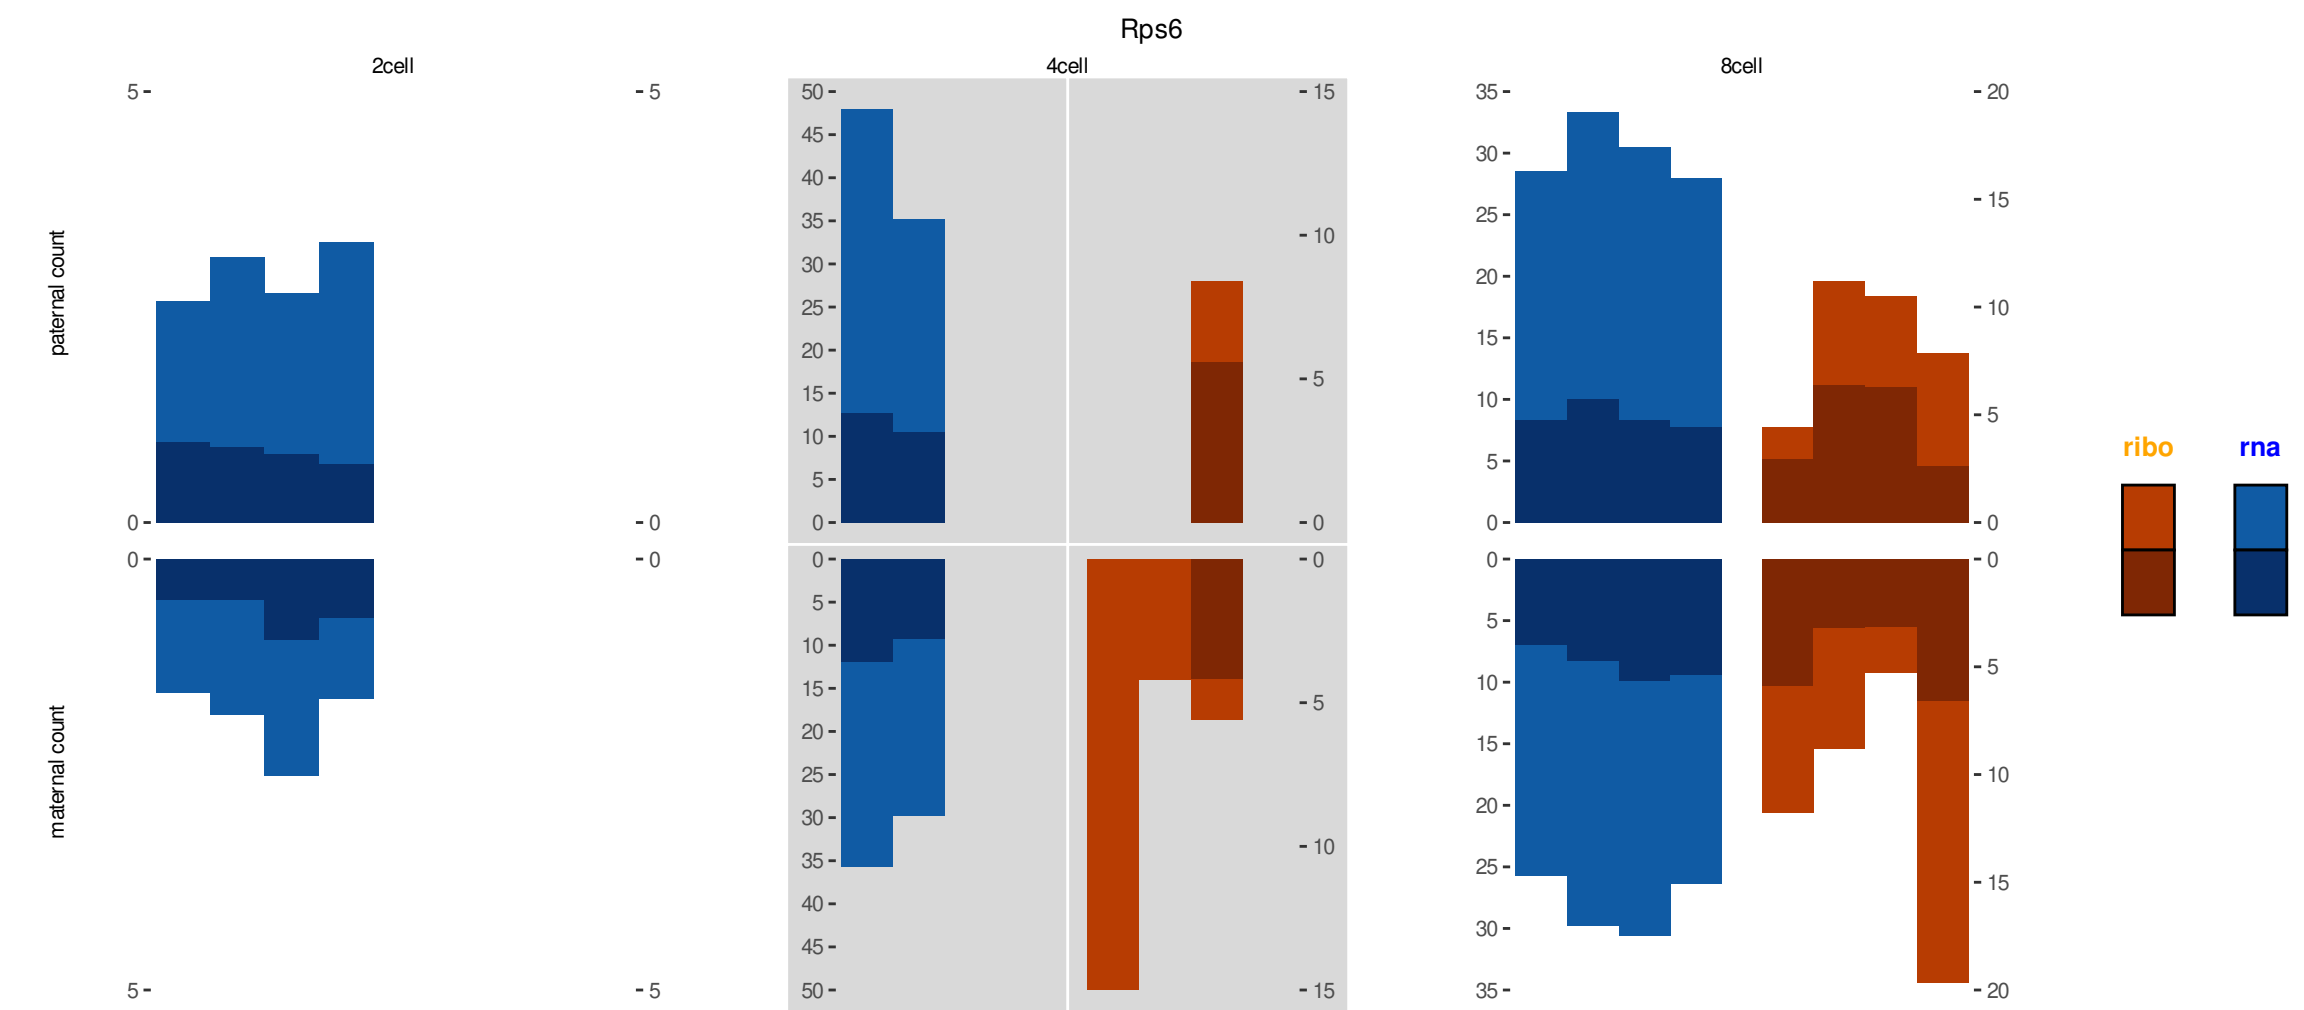 Rps6
2cell 4cell 8cell
paternal count
5 5
0 0
50 45 40 35 30 25 20 15 10 5 0
15 10 5 0
35 30 25 20 15 10 5 0
20 15 10 5 0
maternal count
0 0
5 5
0 5 10 15 20 25 30 35 40 45 50
0 5 10 15
0 5 10 15 20 25 30 35
0 5 10 15 20
ribo rna